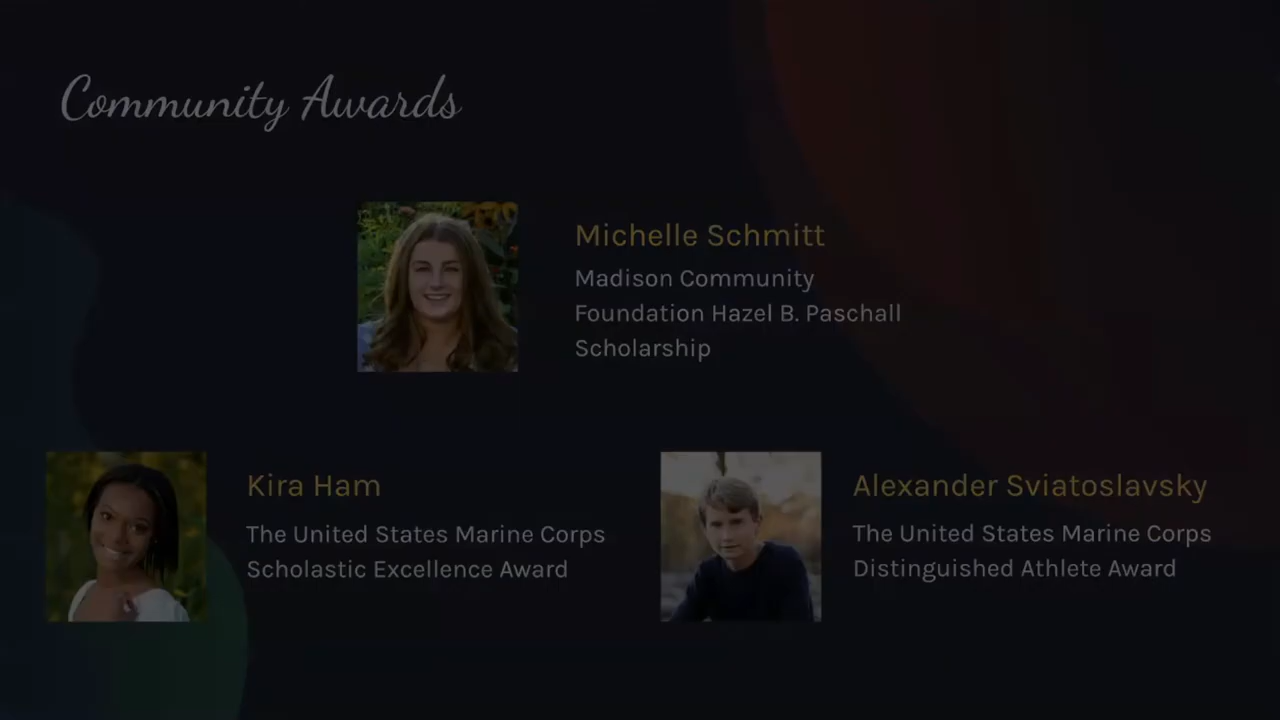 Community Awards
Michelle Schmitt
Madison Community
Foundation Hazel B. Paschall
Scholarship
Kira Ham
The United States Marine Corps
Scholastic Excellence Award
Alexander Sviatoslavsky
The United States Marine Corps
Distinguished Athlete Award